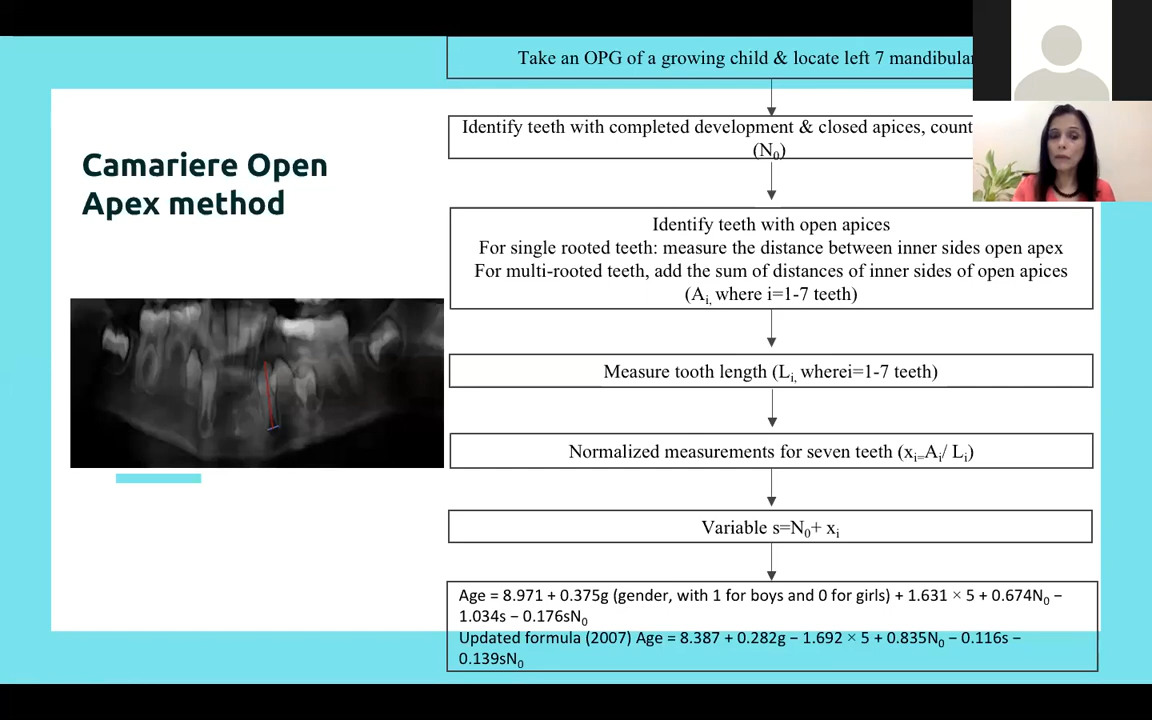 Camariere Open
Apex method
Take an OPG of a growing child & locate left 7 mandibular
Identify teeth with completed development & closed apices, count
(N₀)
Identify teeth with open apices
For single rooted teeth: measure the distance between inner sides open apex
For multi-rooted teeth, add the sum of distances of inner sides of open apices
(Aᵢ, where i=1-7 teeth)
Measure tooth length (Lᵢ, wherei=1-7 teeth)
Normalized measurements for seven teeth (xᵢ₌Aᵢ/ Lᵢ)
Variable s=N₀+ xᵢ
Age = 8.971 + 0.375g (gender, with 1 for boys and 0 for girls) + 1.631 × 5 + 0.674N₀ −
1.034s − 0.176sN₀
Updated formula (2007) Age = 8.387 + 0.282g − 1.692 × 5 + 0.835N₀ − 0.116s −
0.139sN₀